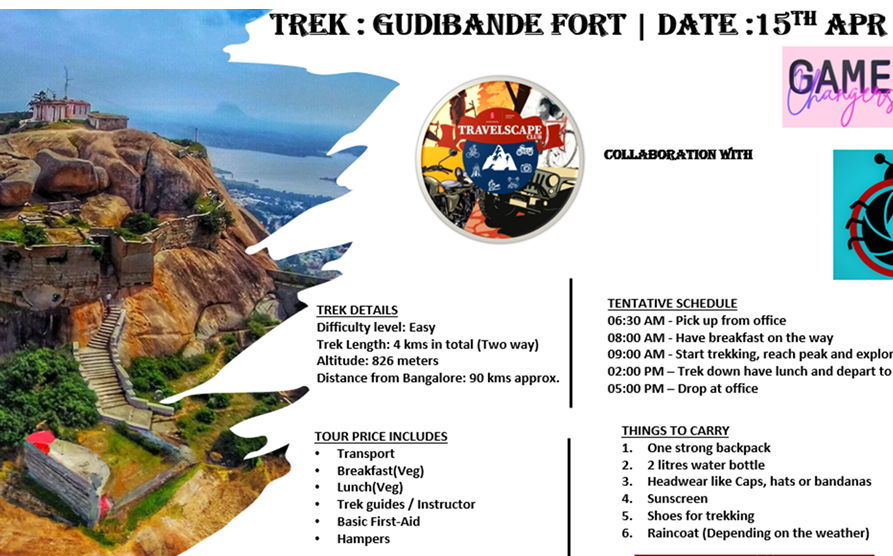 TREK : GUDIBANDE FORT | DATE :15TH APR
GAME
Changers
TRAVELSCAPE
CLUB
COLLABORATION WITH
TREK DETAILS
Difficulty level: Easy
Trek Length: 4 kms in total (Two way)
Altitude: 826 meters
Distance from Bangalore: 90 kms approx.
TENTATIVE SCHEDULE
06:30 AM - Pick up from office
08:00 AM - Have breakfast on the way
09:00 AM - Start trekking, reach peak and explor
02:00 PM – Trek down have lunch and depart to
05:00 PM – Drop at office
TOUR PRICE INCLUDES
• Transport
• Breakfast(Veg)
• Lunch(Veg)
• Trek guides / Instructor
• Basic First-Aid
• Hampers
THINGS TO CARRY
1. One strong backpack
2. 2 litres water bottle
3. Headwear like Caps, hats or bandanas
4. Sunscreen
5. Shoes for trekking
6. Raincoat (Depending on the weather)